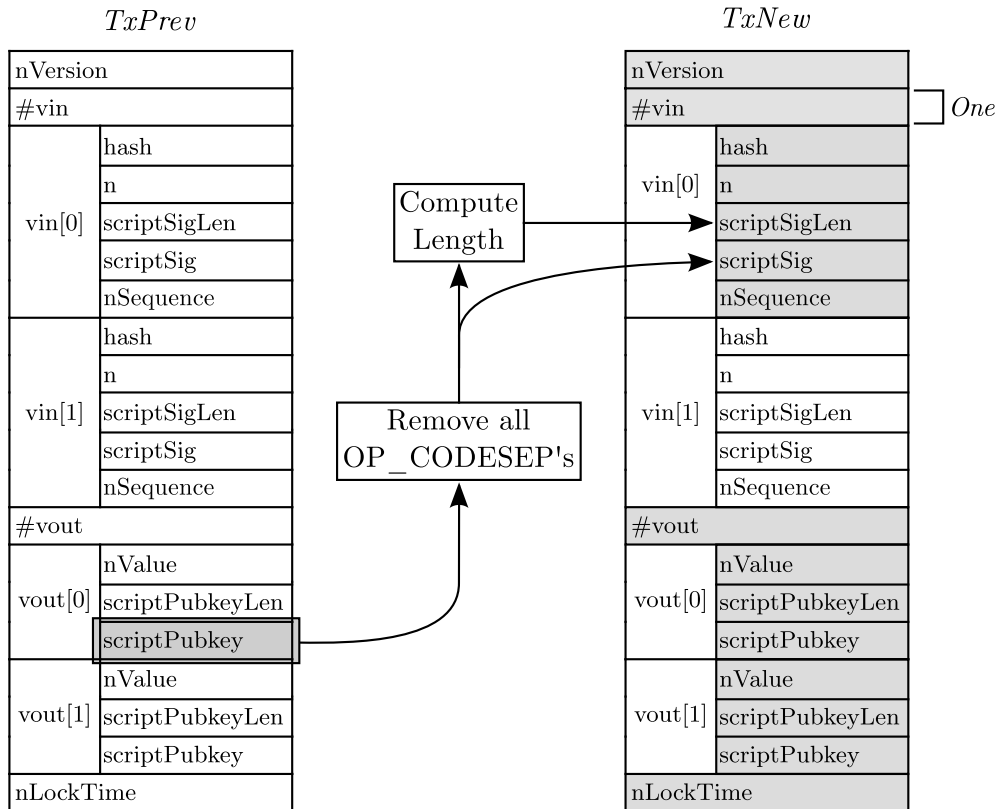 TxPrev
nVersion
#vin
vin[0]
hash
n
scriptSigLen
scriptSig
nSequence
vin[1]
hash
n
scriptSigLen
scriptSig
nSequence
#vout
vout[0]
nValue
scriptPubkeyLen
scriptPubkey
vout[1]
nValue
scriptPubkeyLen
scriptPubkey
nLockTime
Compute
Length
Remove all
OP_CODESEP's
TxNew
nVersion
#vin
One
vin[0]
hash
n
scriptSigLen
scriptSig
nSequence
vin[1]
hash
n
scriptSigLen
scriptSig
nSequence
#vout
vout[0]
nValue
scriptPubkeyLen
scriptPubkey
vout[1]
nValue
scriptPubkeyLen
scriptPubkey
nLockTime